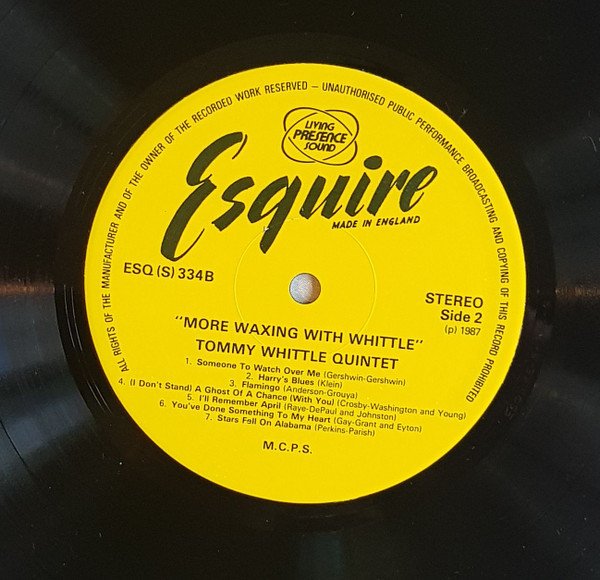 ALL RIGHTS OF THE MANUFACTURER AND OF THE OWNER OF THE RECORDED WORK RESERVED – UNAUTHORISED PUBLIC PERFORMANCE BROADCASTING AND COPYING OF THIS RECORD PROHIBITED
LIVING
PRESENCE
SOUND
Esquire
MADE IN ENGLAND
ESQ (S) 334B
STEREO
Side 2
(p) 1987
"MORE WAXING WITH WHITTLE"
TOMMY WHITTLE QUINTET
1. Someone To Watch Over Me (Gershwin-Gershwin)
2. Harry's Blues (Klein)
3. Flamingo (Anderson-Grouya)
4. (I Don't Stand) A Ghost Of A Chance (With You) (Crosby-Washington and Young)
5. I'll Remember April (Raye-DePaul and Johnston)
6. You've Done Something To My Heart (Gay-Grant and Eyton)
7. Stars Fell On Alabama (Perkins-Parish)
M.C.P.S.